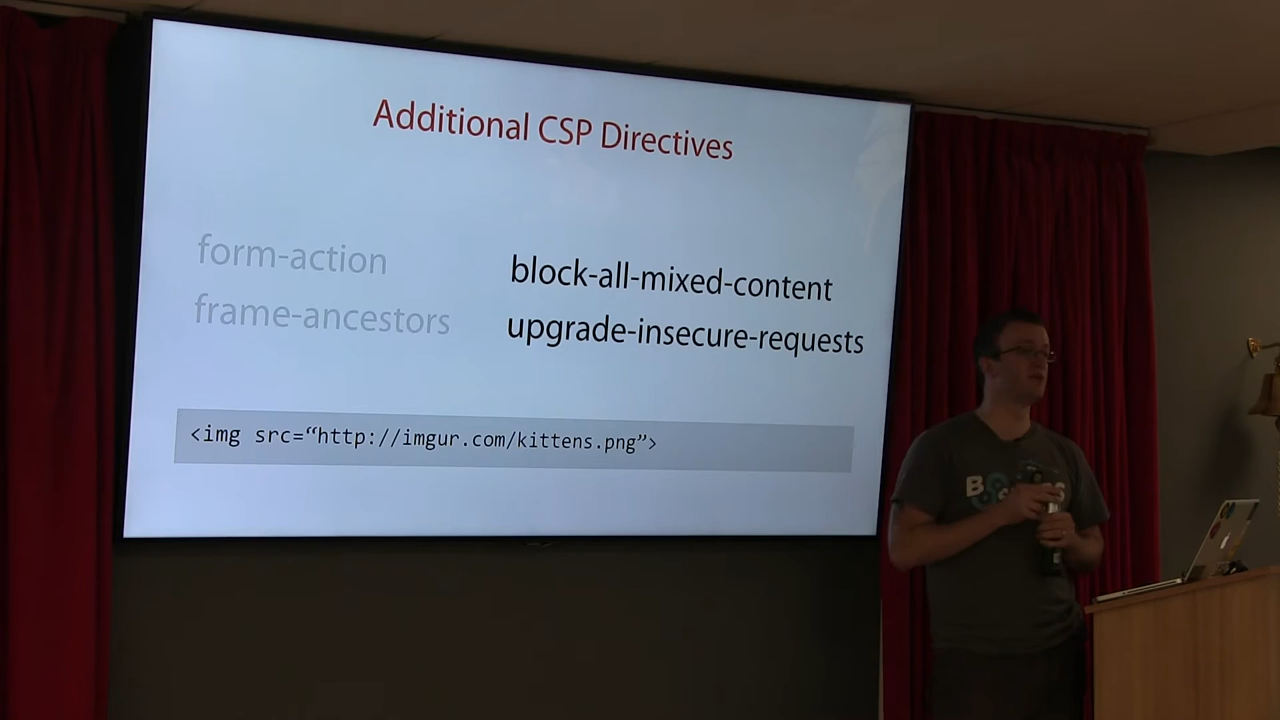 Additional CSP Directives
form-action
frame-ancestors
block-all-mixed-content
upgrade-insecure-requests
<img src=“http://imgur.com/kittens.png”>